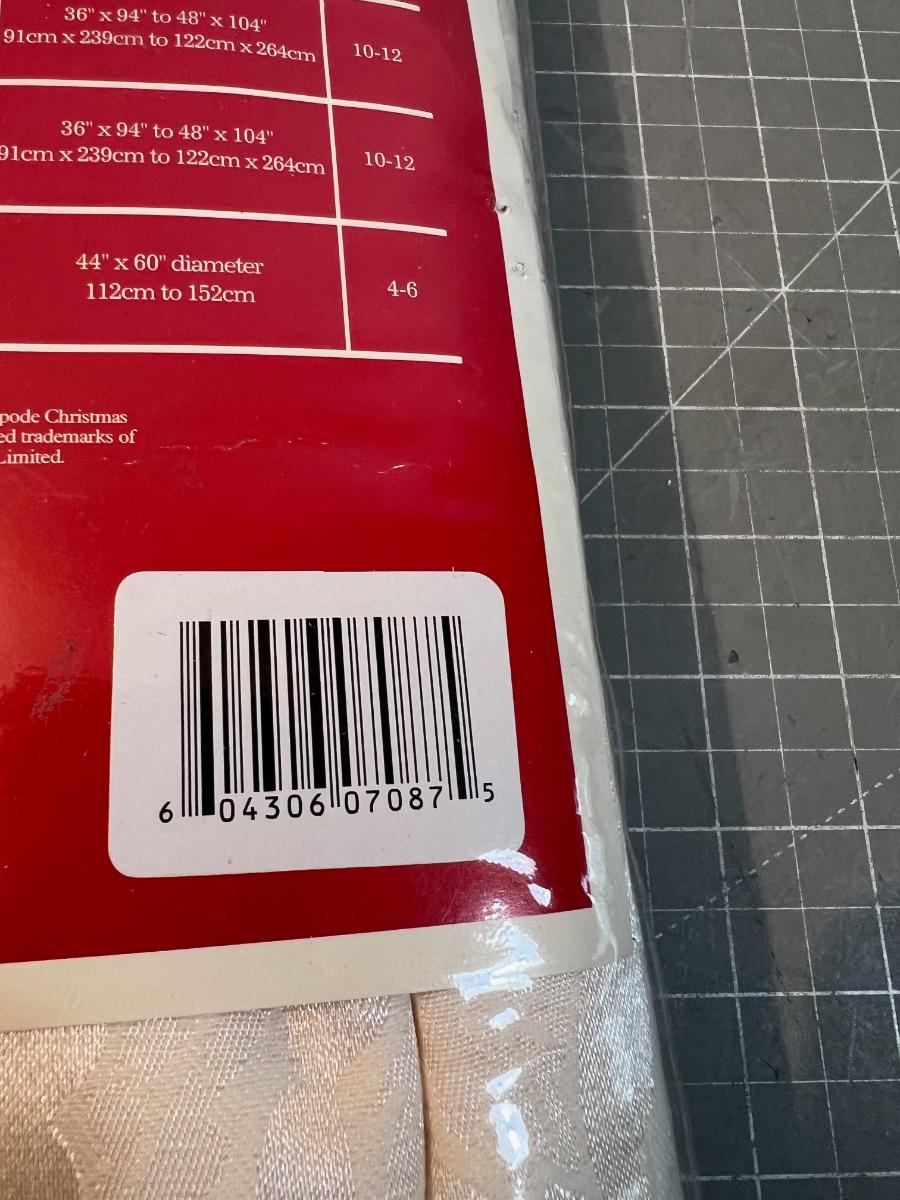 36" x 94" to 48" x 104"
91cm x 239cm to 122cm x 264cm
10-12
36" x 94" to 48" x 104"
91cm x 239cm to 122cm x 264cm
10-12
44" x 60" diameter
112cm to 152cm
4-6
pode Christmas
ed trademarks of
Limited.
6 04306 07087 5